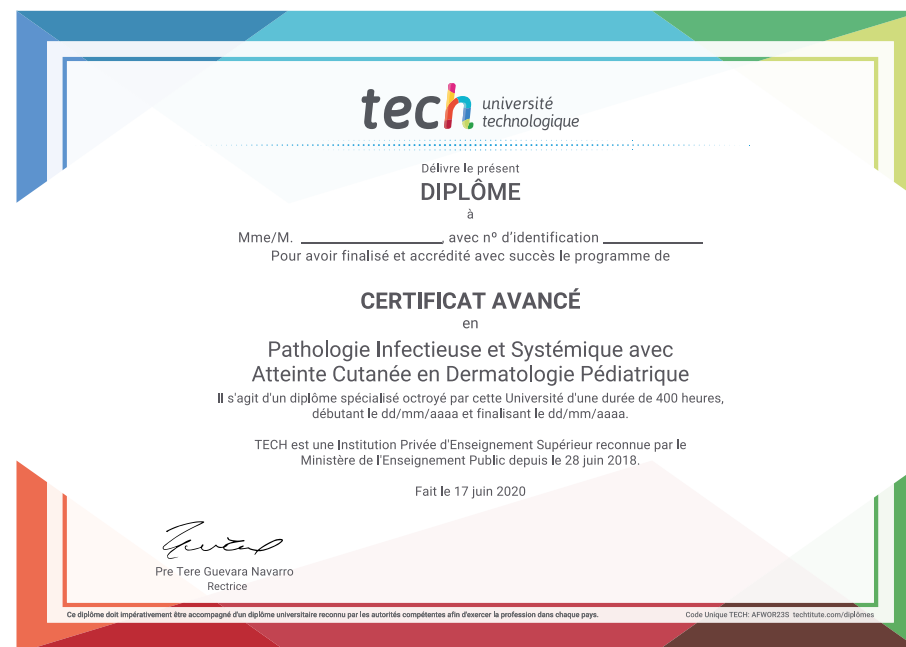 tech université
technologique
Délivre le présent
DIPLÔME
à
Mme/M. ____________________, avec nº d'identification ______________
Pour avoir finalisé et accrédité avec succès le programme de
CERTIFICAT AVANCÉ
en
Pathologie Infectieuse et Systémique avec
Atteinte Cutanée en Dermatologie Pédiatrique
Il s'agit d'un diplôme spécialisé octroyé par cette Université d'une durée de 400 heures,
débutant le dd/mm/aaaa et finalisant le dd/mm/aaaa.
TECH est une Institution Privée d'Enseignement Supérieur reconnue par le
Ministère de l'Enseignement Public depuis le 28 juin 2018.
Fait le 17 juin 2020
Pre Tere Guevara Navarro
Rectrice
Ce diplôme doit impérativement être accompagné d'un diplôme universitaire reconnu par les autorités compétentes afin d'exercer la profession dans chaque pays.
Code Unique TECH: AFWOR23S techtitute.com/diplômes